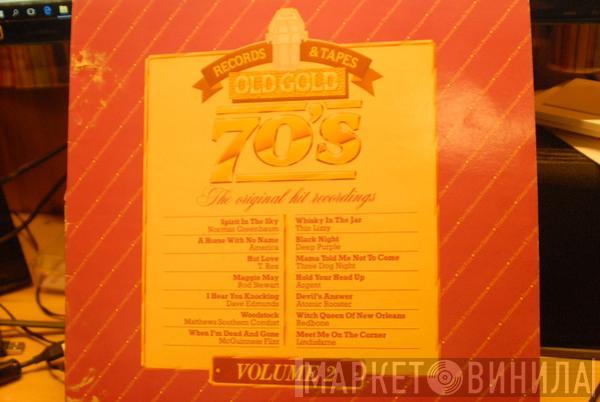 RECORDS & TAPES
OLD GOLD
70's
The original hit recordings
Spirit In The Sky
Norman Greenbaum
A Horse With No Name
America
Hot Love
T. Rex
Maggie May
Rod Stewart
I Hear You Knocking
Dave Edmunds
Woodstock
Matthews Southern Comfort
When I'm Dead And Gone
McGuinness Flint
Whisky In The Jar
Thin Lizzy
Black Night
Deep Purple
Mama Told Me Not To Come
Three Dog Night
Hold Your Head Up
Argent
Devil's Answer
Atomic Rooster
Witch Queen Of New Orleans
Redbone
Meet Me On The Corner
Lindisfarne
VOLUME 2
МАРКЕТ ВИНИЛА